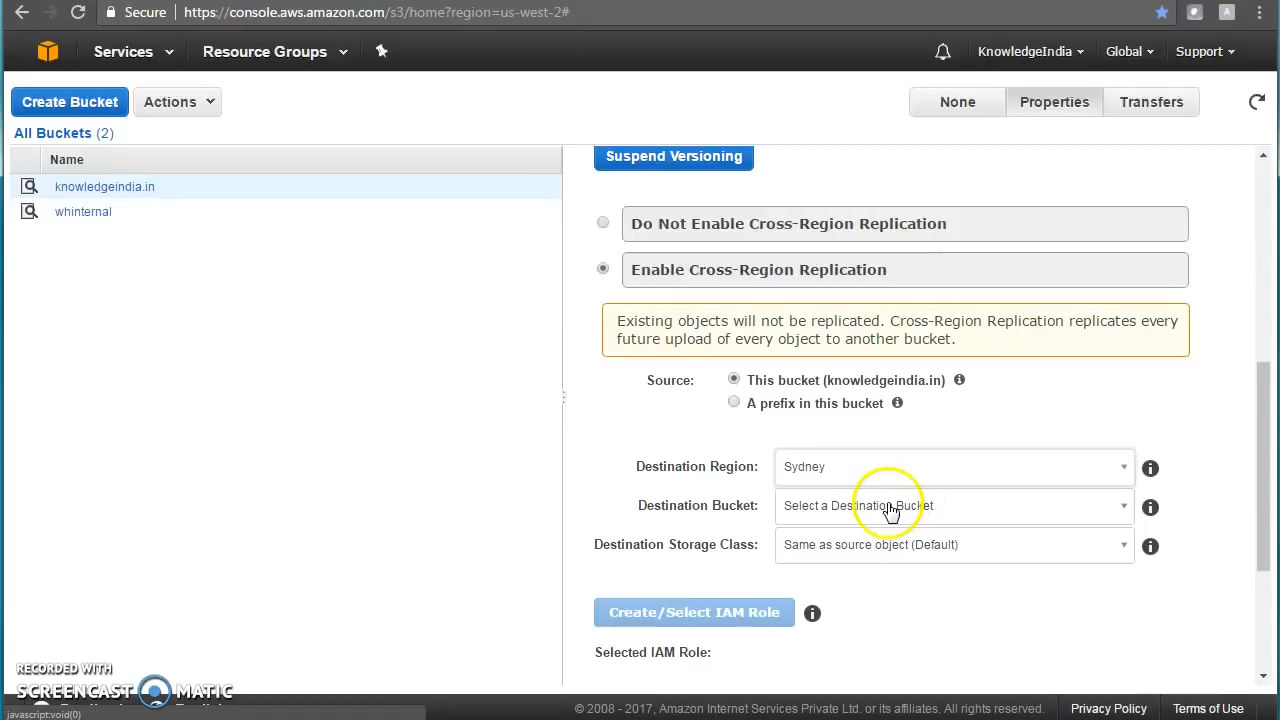 Secure https://console.aws.amazon.com/s3/home?region=us-west-2#
Services Resource Groups KnowledgeIndia Global Support
Create Bucket Actions None Properties Transfers
All Buckets (2)
Name
knowledgeindia.in
whinternal
Suspend Versioning
Do Not Enable Cross-Region Replication
Enable Cross-Region Replication
Existing objects will not be replicated. Cross-Region Replication replicates every
future upload of every object to another bucket.
Source: This bucket (knowledgeindia.in)
A prefix in this bucket
Destination Region: Sydney
Destination Bucket: Select a Destination Bucket
Destination Storage Class: Same as source object (Default)
Create/Select IAM Role
Selected IAM Role:
RECORDED WITH
SCREENCAST MATIC
© 2008 - 2017, Amazon Internet Services Private Ltd. or its affiliates. All rights reserved. Privacy Policy Terms of Use
javascript:void(0)